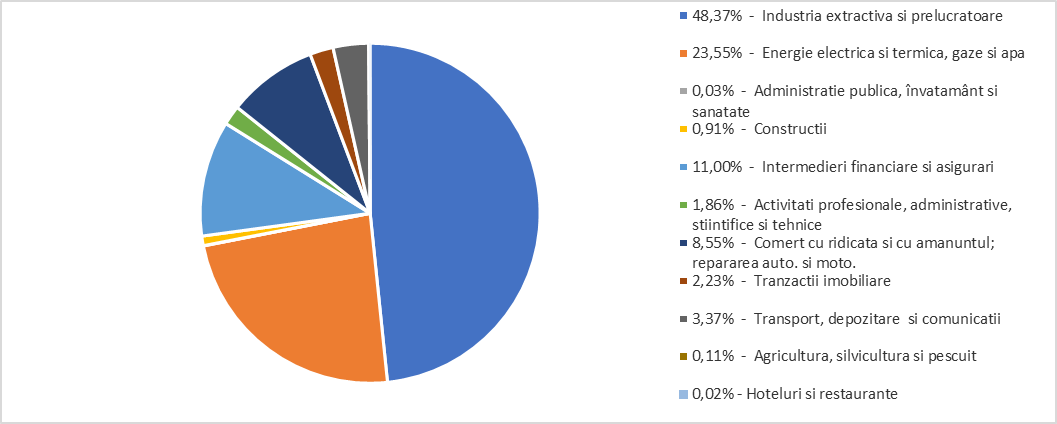 48,37% - Industria extractiva si prelucratoare
23,55% - Energie electrica si termica, gaze si apa
0,03% - Administratie publica, învatamânt si
sanatate
0,91% - Constructii
11,00% - Intermedieri financiare si asigurari
1,86% - Activitati profesionale, administrative,
stiintifice si tehnice
8,55% - Comert cu ridicata si cu amanuntul;
repararea auto. si moto.
2,23% - Tranzactii imobiliare
3,37% - Transport, depozitare si comunicatii
0,11% - Agricultura, silvicultura si pescuit
0,02% - Hoteluri si restaurante